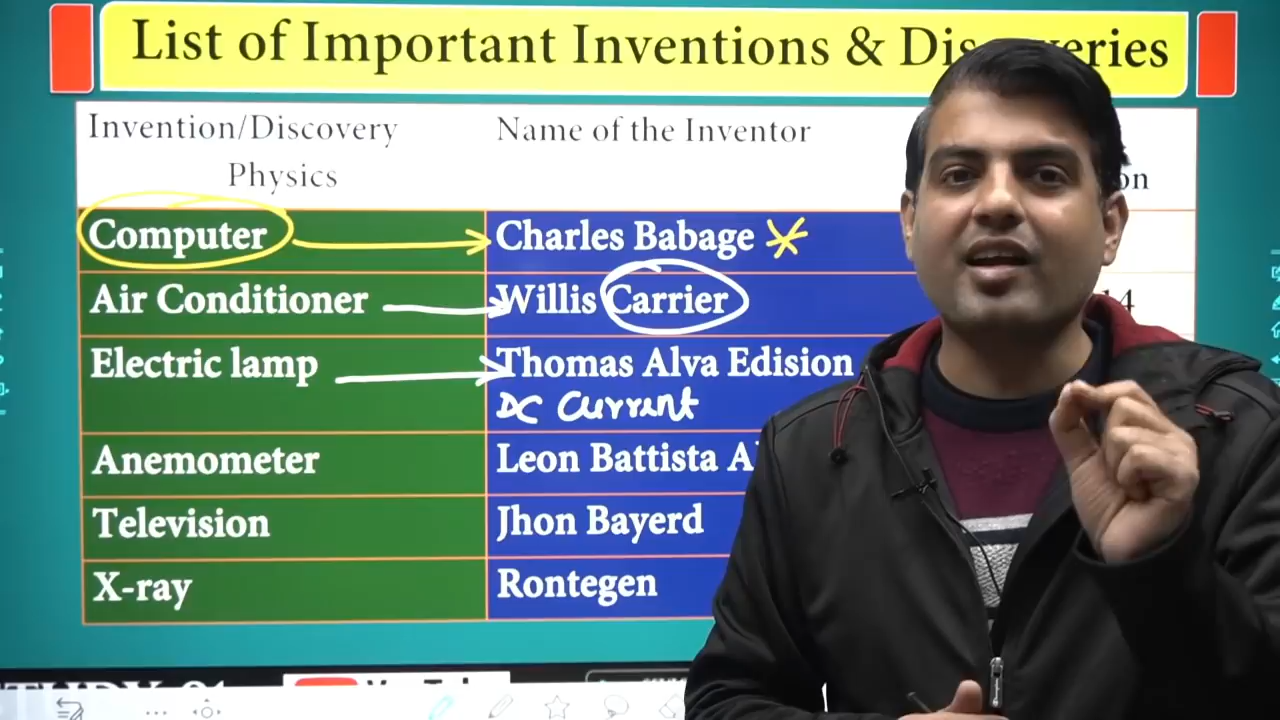 List of Important Inventions & Discoveries
Invention/Discovery
Physics
Name of the Inventor
Computer
Charles Babage
Air Conditioner
Willis Carrier
Electric lamp
Thomas Alva Edision
DC Current
Anemometer
Leon Battista
Television
Jhon Bayerd
X-ray
Rontegen